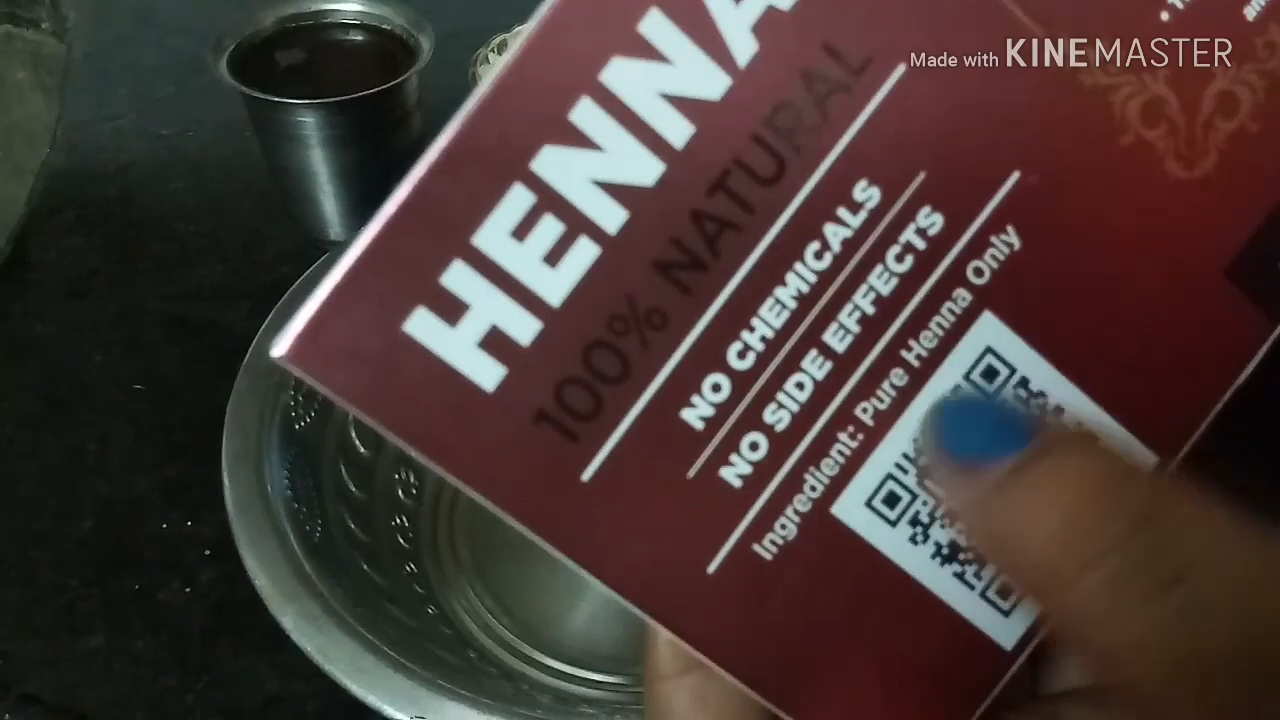 Made with KINEMASTER
HENNA
100% NATURAL
NO CHEMICALS
NO SIDE EFFECTS
Ingredient: Pure Henna Only